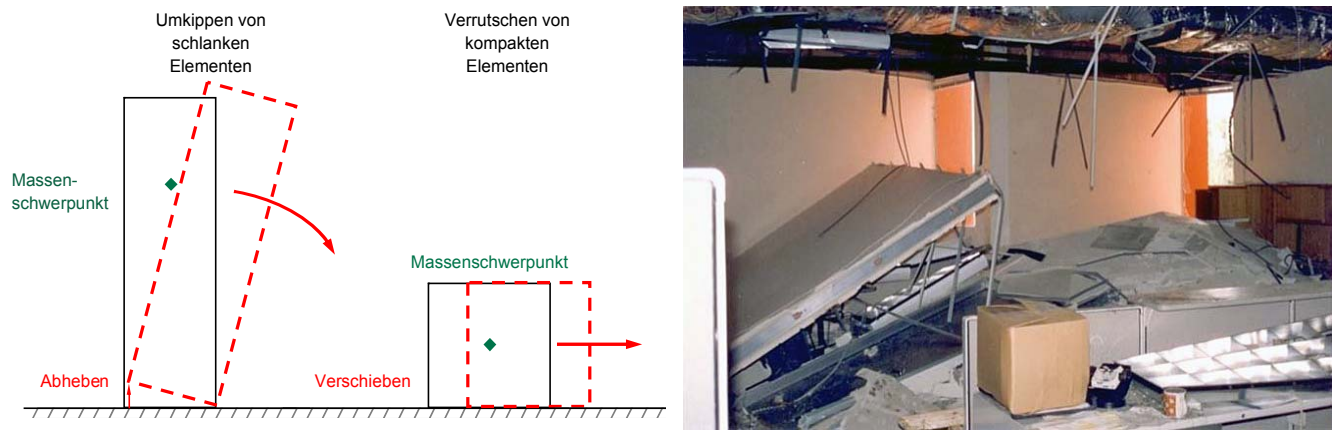 Umkippen von
schlanken
Elementen
Verrutschen von
kompakten
Elementen
Massen-
schwerpunkt
Massenschwerpunkt
Abheben
Verschieben